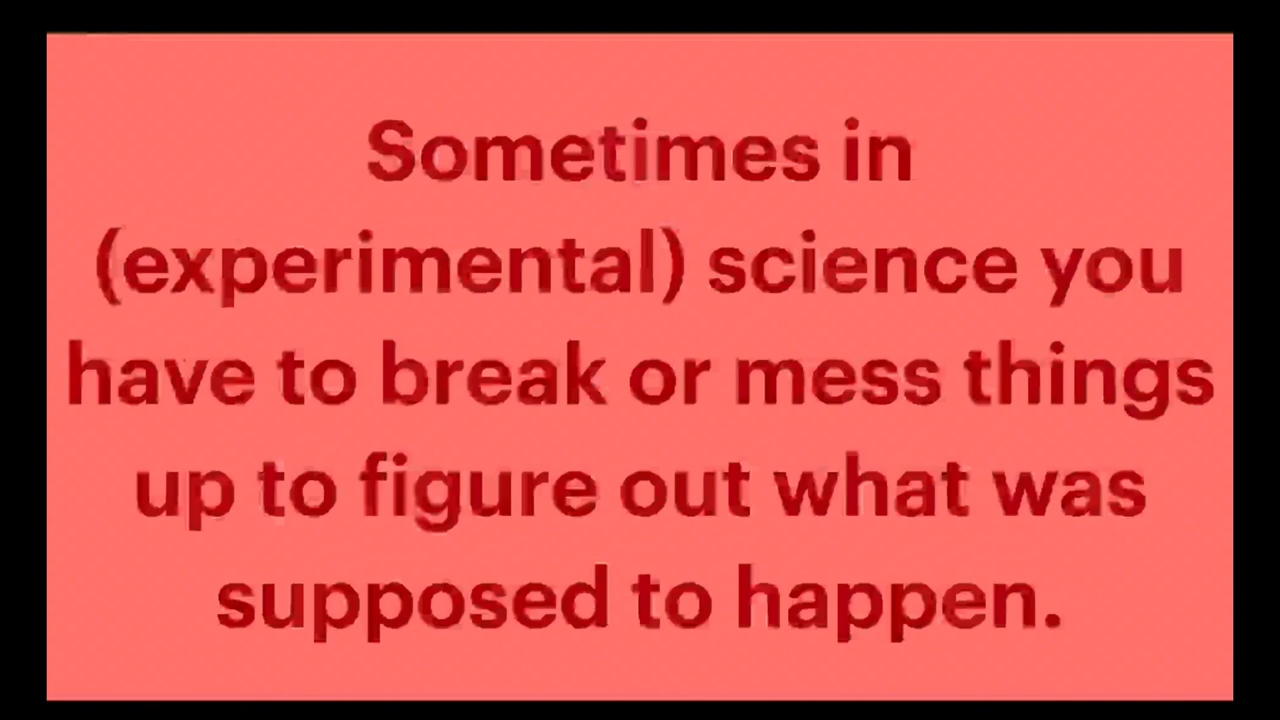 Sometimes in
(experimental) science you
have to break or mess things
up to figure out what was
supposed to happen.